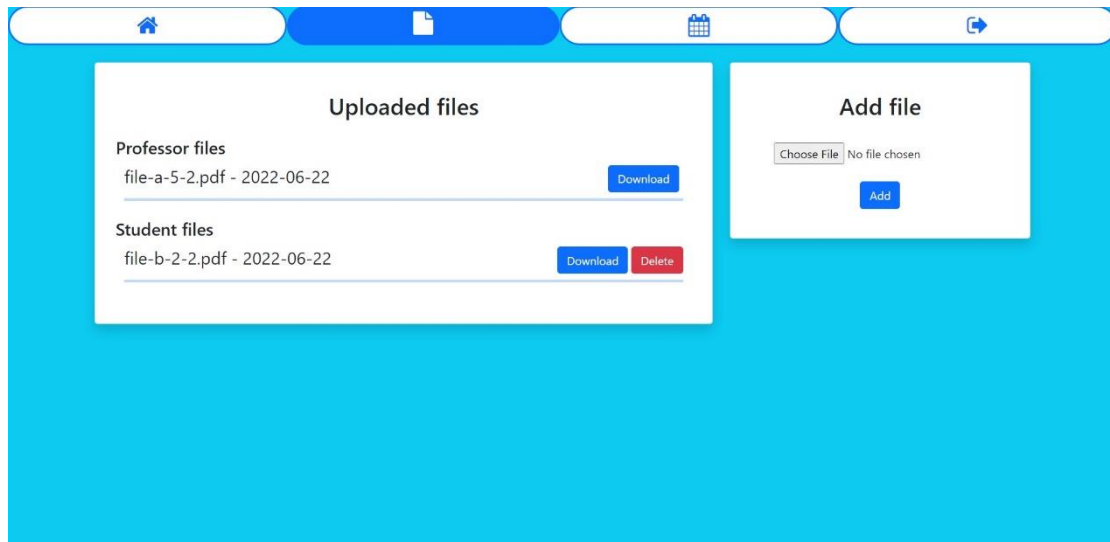 Uploaded files
Professor files
file-a-5-2.pdf - 2022-06-22
Download
Student files
file-b-2-2.pdf - 2022-06-22
Download Delete
Add file
Choose File No file chosen
Add